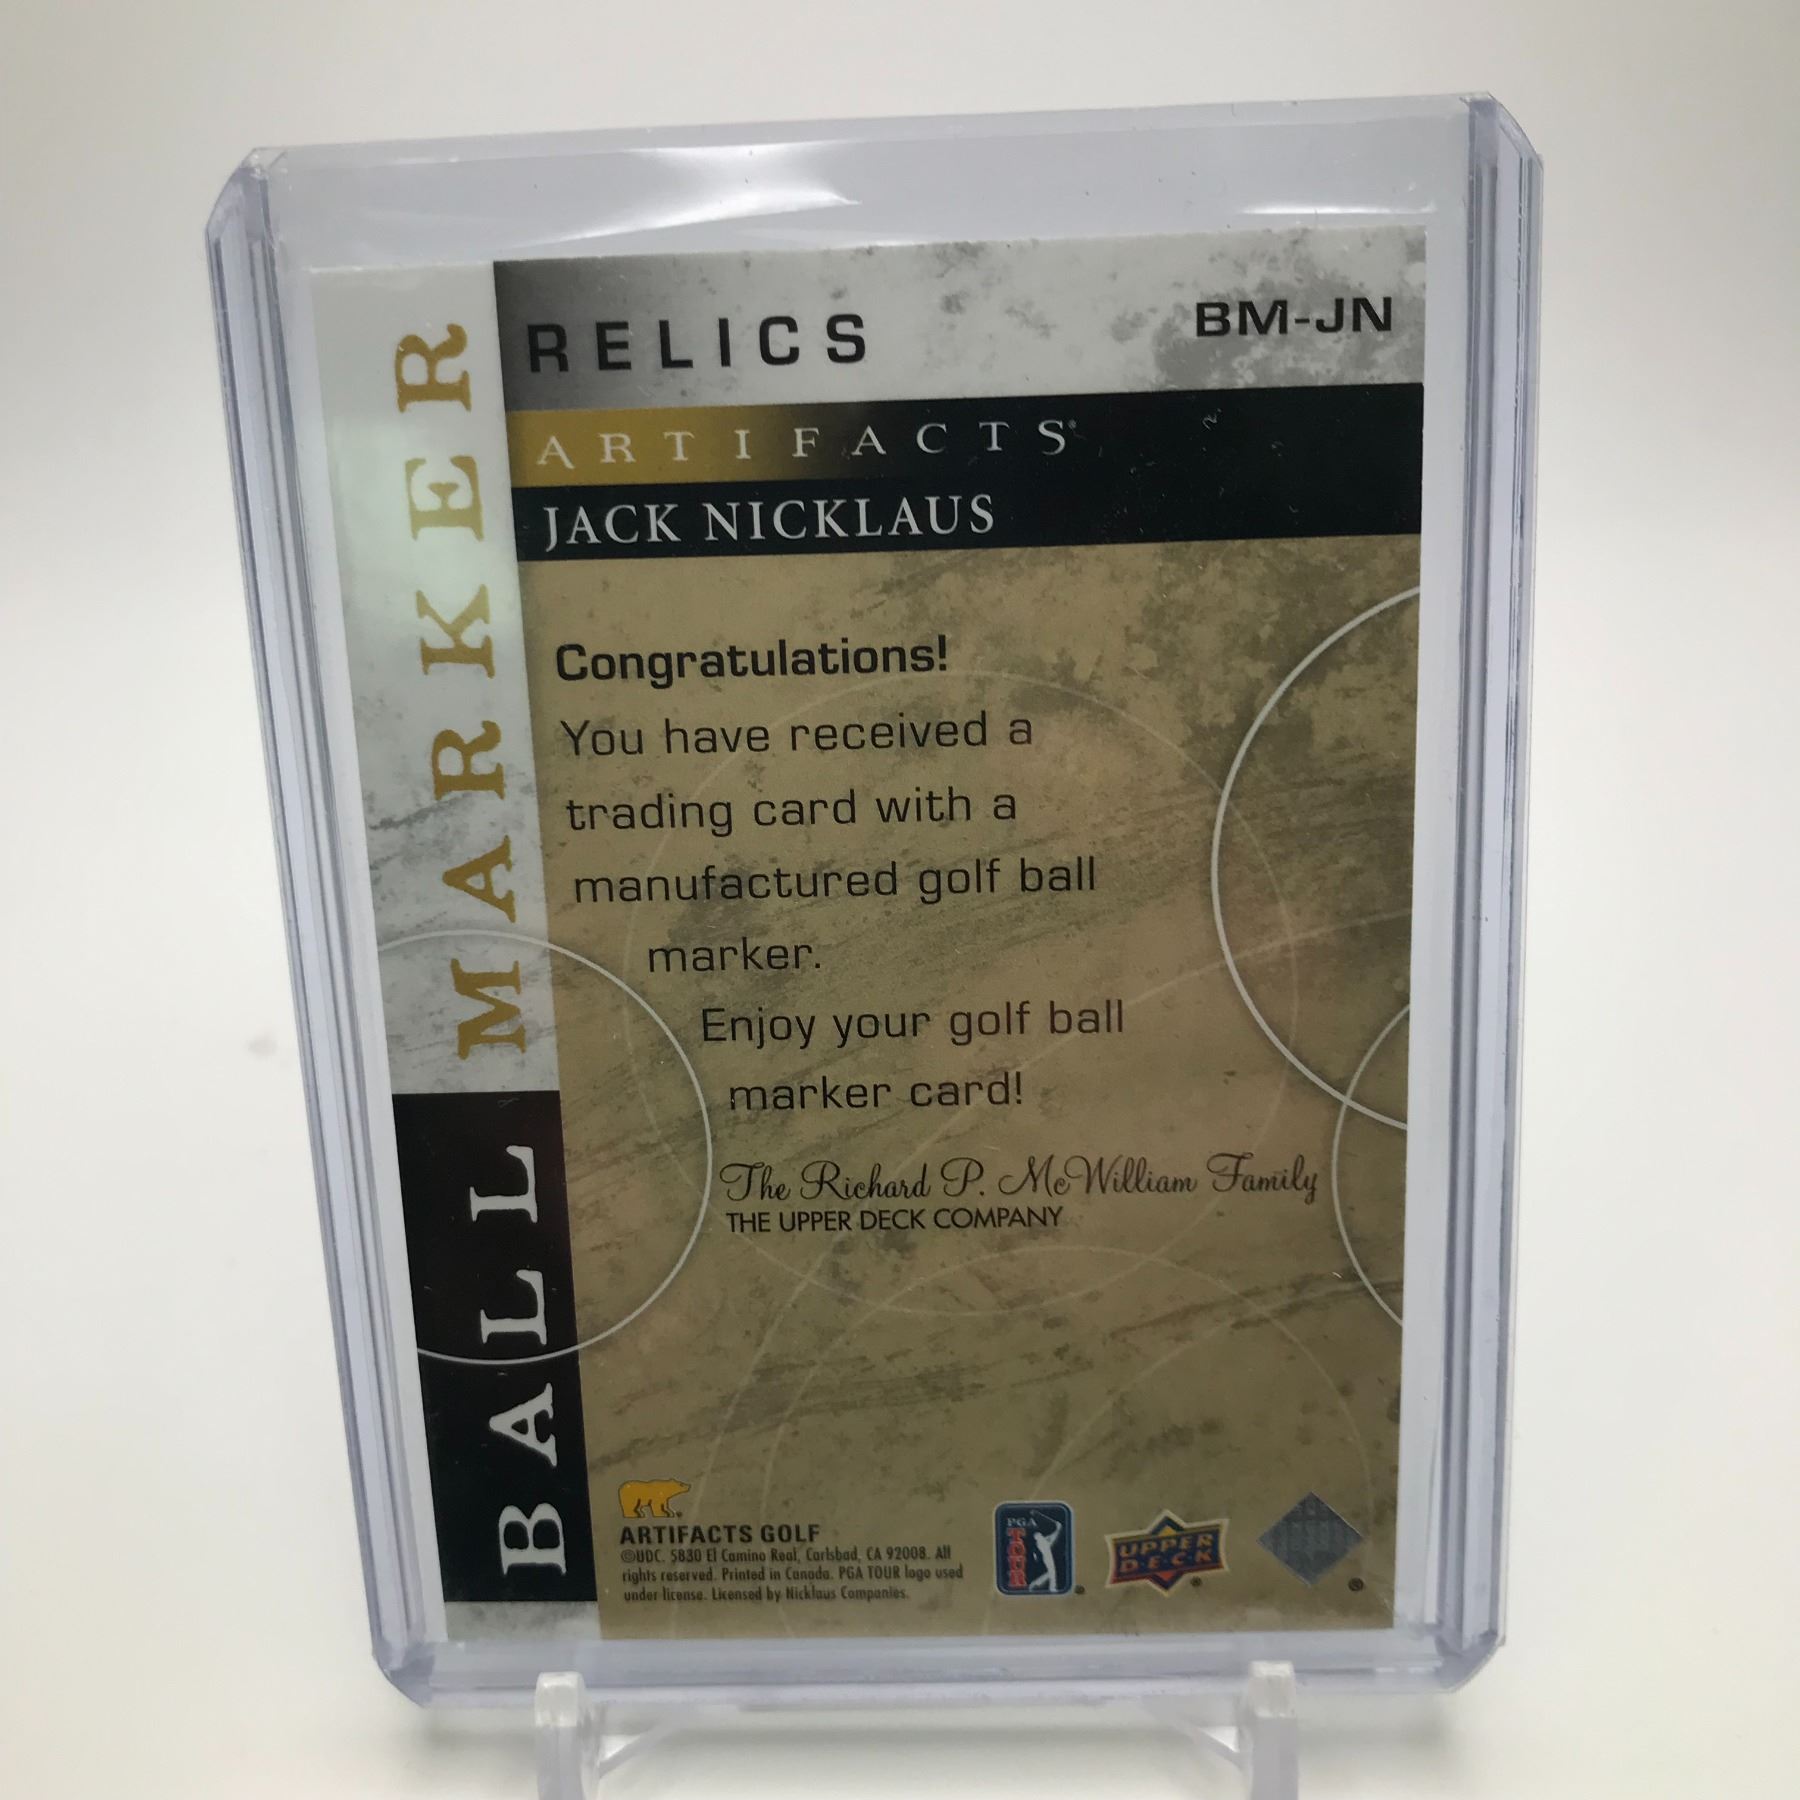 BALL MARKER
RELICS
BM-JN
ARTIFACTS®
JACK NICKLAUS
Congratulations!
You have received a
trading card with a
manufactured golf ball
marker.
Enjoy your golf ball
marker card!
The Richard P. McWilliam Family
THE UPPER DECK COMPANY
ARTIFACTS GOLF
©UDC. 5830 El Camino Real, Carlsbad, CA 92008. All
rights reserved. Printed in Canada. PGA TOUR logo used
under license. Licensed by Nicklaus Companies.
PGA
TOUR
®
UPPER
DECK
®
®